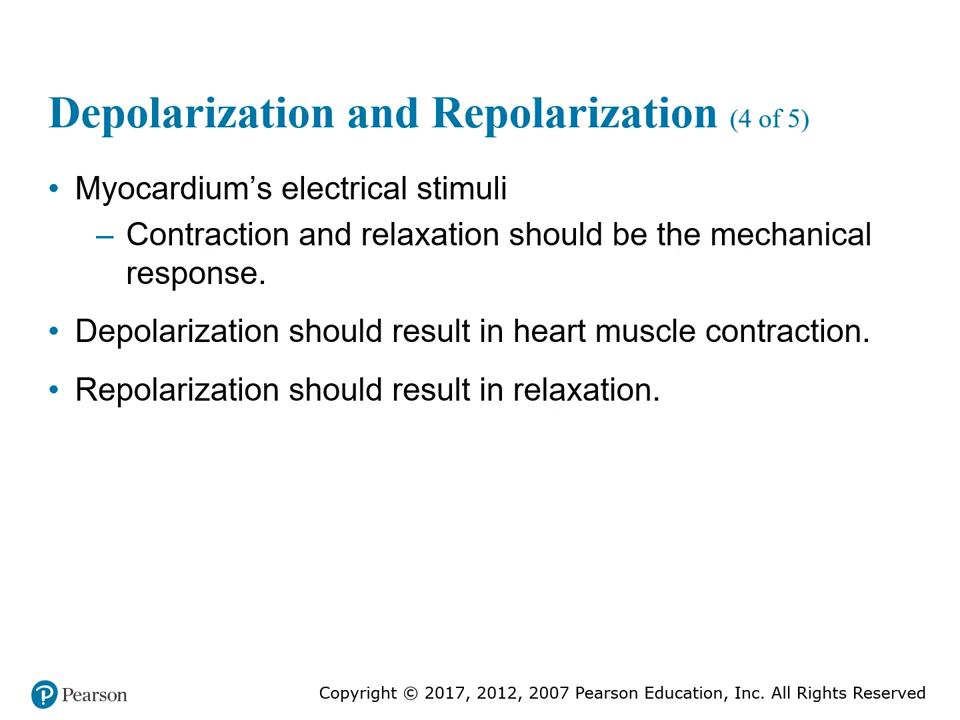 Depolarization and Repolarization (4 of 5)
• Myocardium’s electrical stimuli
– Contraction and relaxation should be the mechanical
response.
• Depolarization should result in heart muscle contraction.
• Repolarization should result in relaxation.
P Pearson
Copyright © 2017, 2012, 2007 Pearson Education, Inc. All Rights Reserved